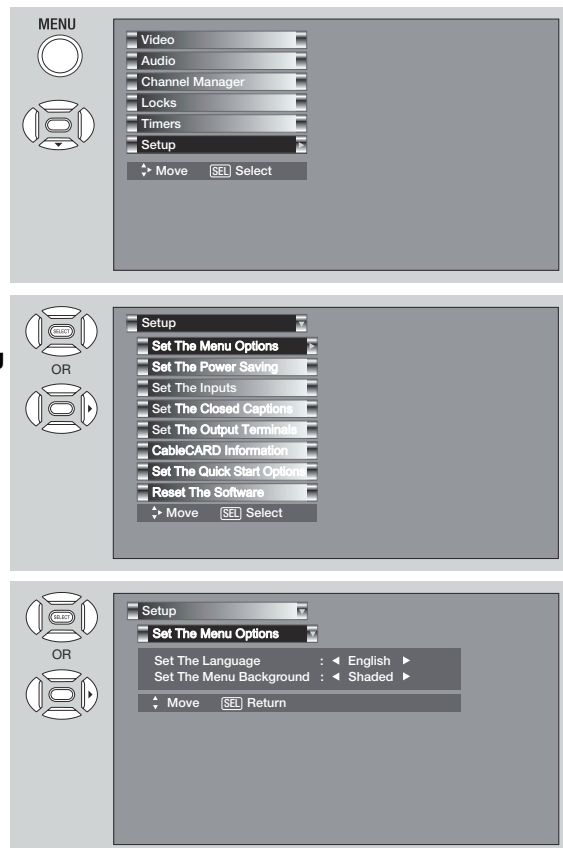 MENU
Video
Audio
Channel Manager
Locks
Timers
Setup
Move SEL Select
SELECT
OR
Setup
Set The Menu Options
Set The Power Saving
Set The Inputs
Set The Closed Captions
Set The Output Terminals
CableCARD Information
Set The Quick Start Options
Reset The Software
Move SEL Select
SELECT
OR
Setup
Set The Menu Options
Set The Language : ◄ English ►
Set The Menu Background : ◄ Shaded ►
Move SEL Return